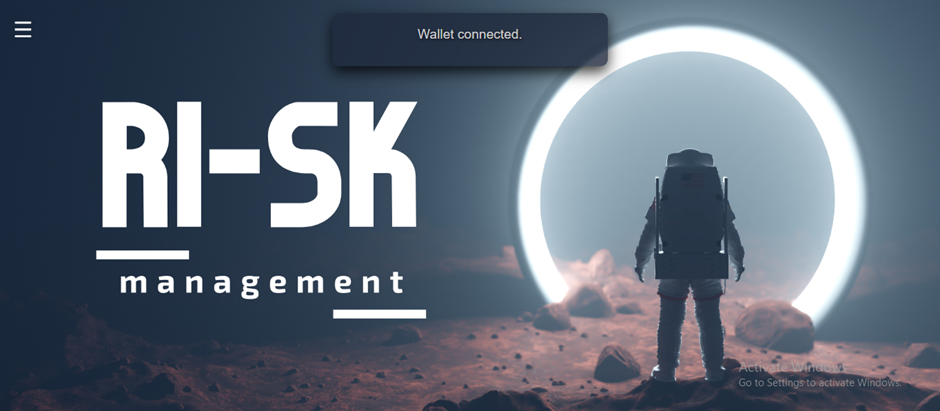 Wallet connected.
RI-SK
management
Activate Windows
Go to Settings to activate Windows.